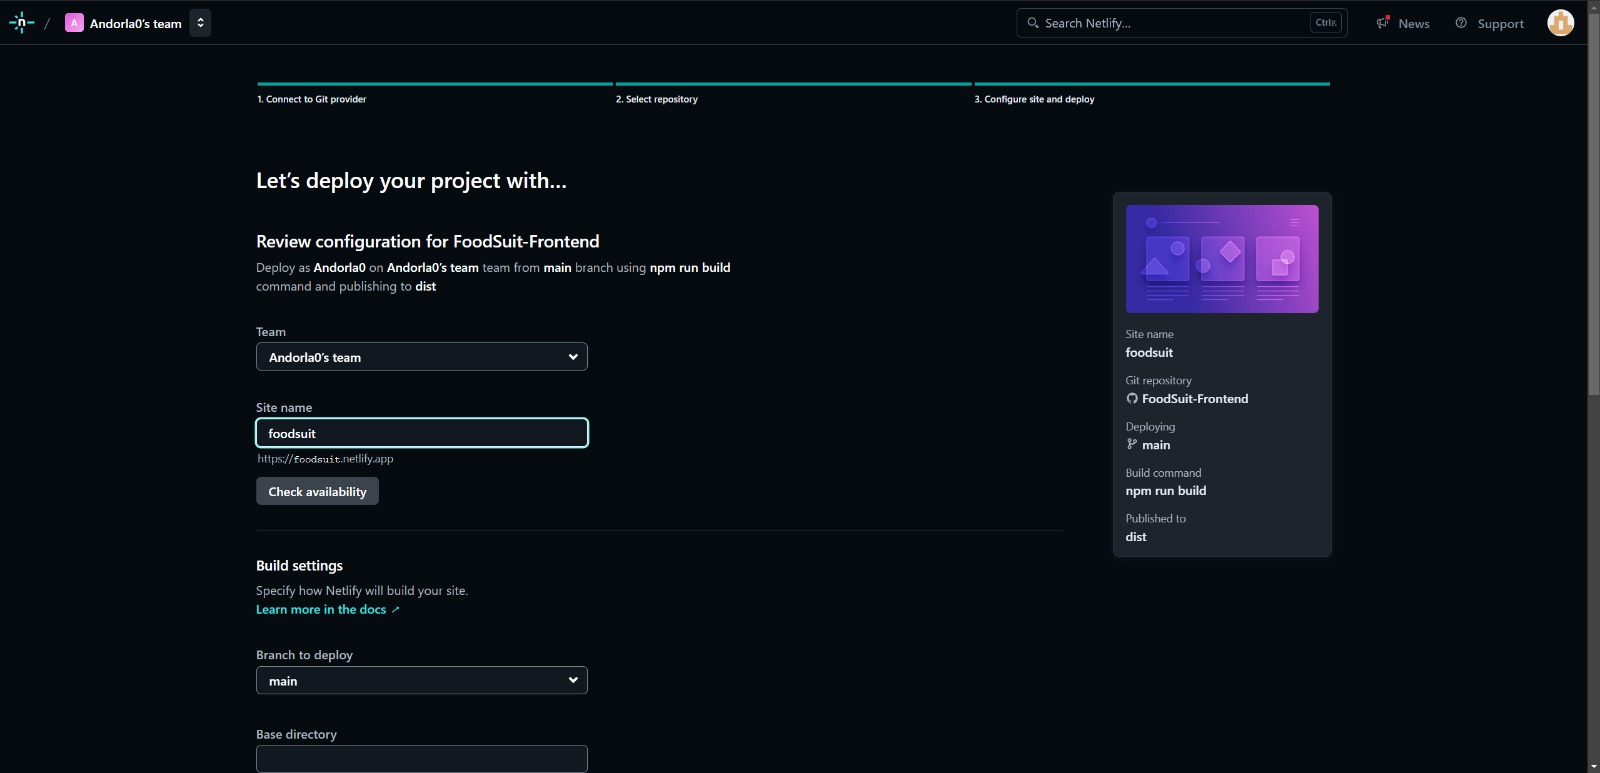 / A Andorla0's team
Search Netlify... Ctrl K
News
Support
1. Connect to Git provider
2. Select repository
3. Configure site and deploy
Let's deploy your project with...
Review configuration for FoodSuit-Frontend
Deploy as Andorla0 on Andorla0's team team from main branch using npm run build
command and publishing to dist
Team
Andorla0's team
Site name
foodsuit
https://foodsuit.netlify.app
Check availability
Build settings
Specify how Netlify will build your site.
Learn more in the docs ↗
Branch to deploy
main
Base directory
Site name
foodsuit
Git repository
FoodSuit-Frontend
Deploying
main
Build command
npm run build
Published to
dist